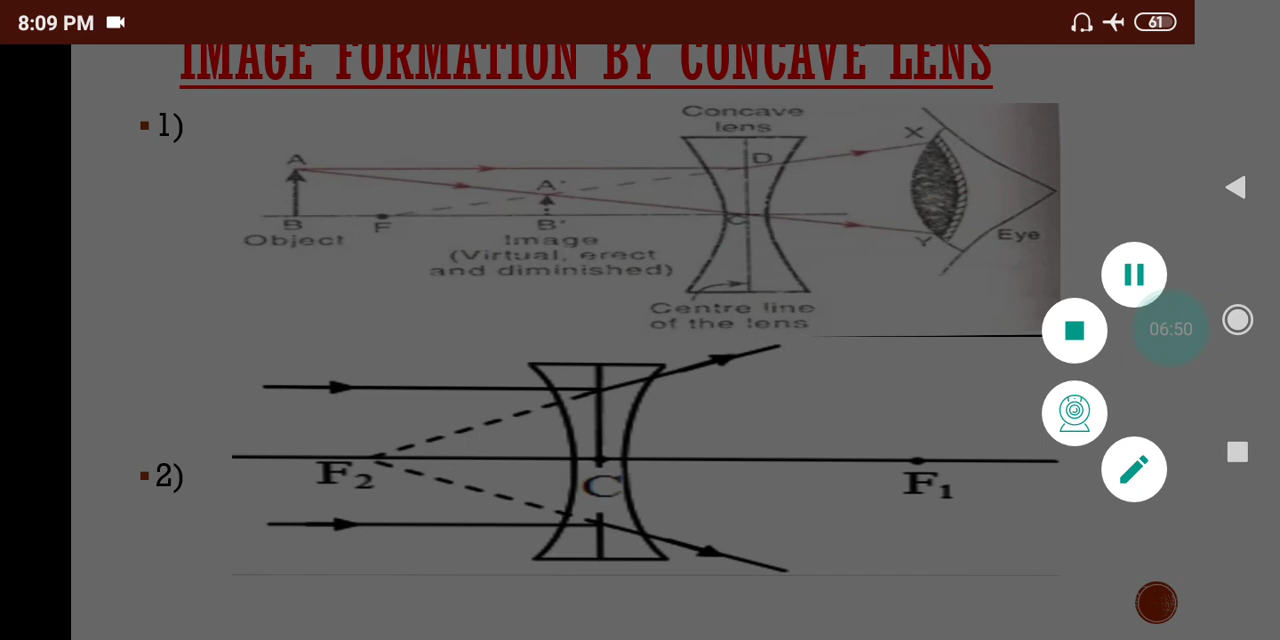 8:09 PM
61
IMAGE FORMATION BY CONCAVE LENS
1)
Concave
lens
A
D
X
A'
B
F
B'
C
Y
Eye
Object
Image
(Virtual, erect
and diminished)
Centre line
of the lens
06:50
2)
F₂
C
F₁